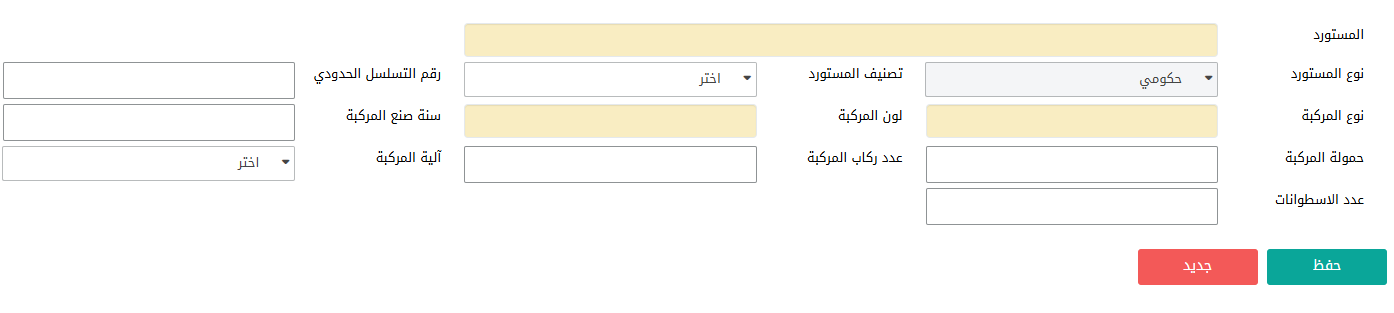 المستورد
نوع المستورد حكومي تصنيف المستورد اختر رقم التسلسل الحدودي
نوع المركبة لون المركبة سنة صنع المركبة
حمولة المركبة عدد ركاب المركبة آلية المركبة اختر
عدد الاسطوانات
حفظ جديد